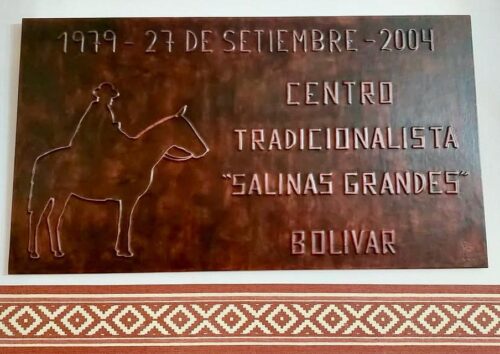 1979 - 27 DE SETIEMBRE - 2004
CENTRO
TRADICIONALISTA
"SALINAS GRANDES"
BOLIVAR